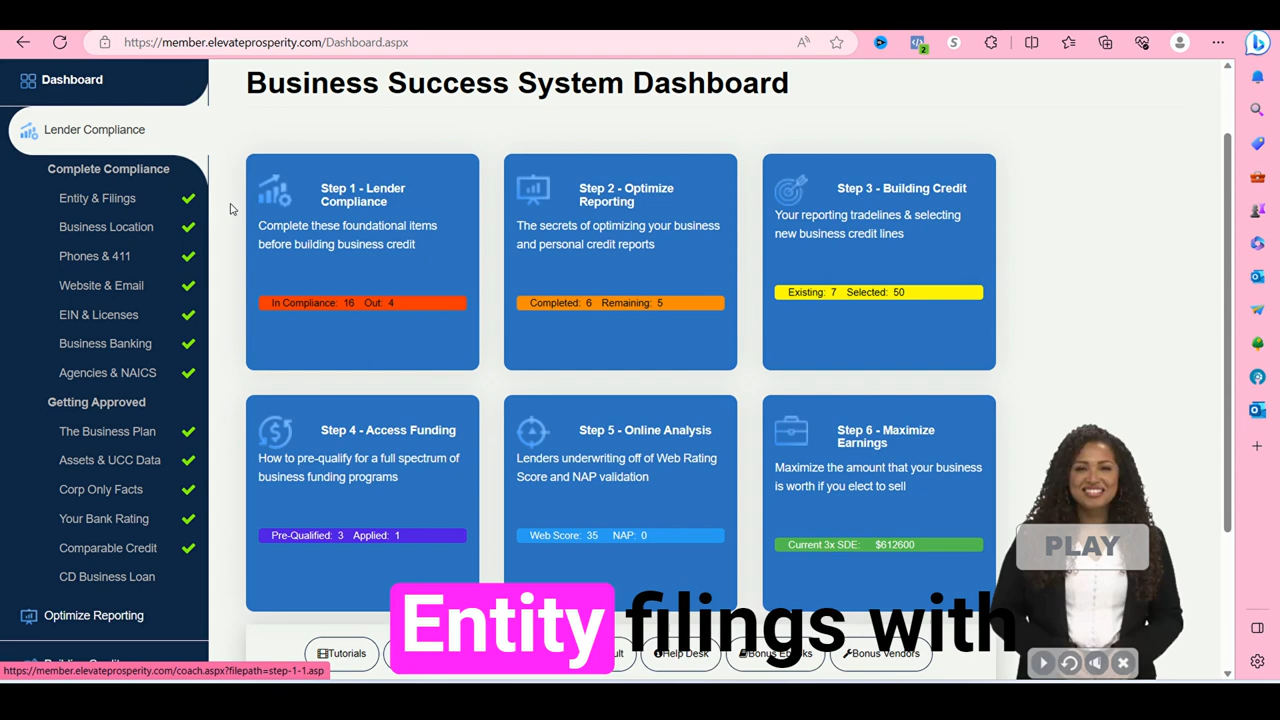 https://member.elevateprosperity.com/Dashboard.aspx
2
Dashboard
Lender Compliance
Complete Compliance
Entity & Filings
Business Location
Phones & 411
Website & Email
EIN & Licenses
Business Banking
Agencies & NAICS
Getting Approved
The Business Plan
Assets & UCC Data
Corp Only Facts
Your Bank Rating
Comparable Credit
CD Business Loan
Optimize Reporting
https://member.elevateprosperity.com/coach.aspx?filepath=step-1-1.asp
Business Success System Dashboard
Step 1 - Lender
Compliance
Complete these foundational items
before building business credit
In Compliance: 16 Out: 4
Step 2 - Optimize
Reporting
The secrets of optimizing your business
and personal credit reports
Completed: 6 Remaining: 5
Step 3 - Building Credit
Your reporting tradelines & selecting
new business credit lines
Existing: 7 Selected: 50
Step 4 - Access Funding
How to pre-qualify for a full spectrum of
business funding programs
Pre-Qualified: 3 Applied: 1
Step 5 - Online Analysis
Lenders underwriting off of Web Rating
Score and NAP validation
Web Score: 35 NAP: 0
Step 6 - Maximize
Earnings
Maximize the amount that your business
is worth if you elect to sell
Current 3x SDE: $612600
PLAY
Entity filings with
Tutorials
Help Desk
Bonus Ebooks
Bonus Vendors